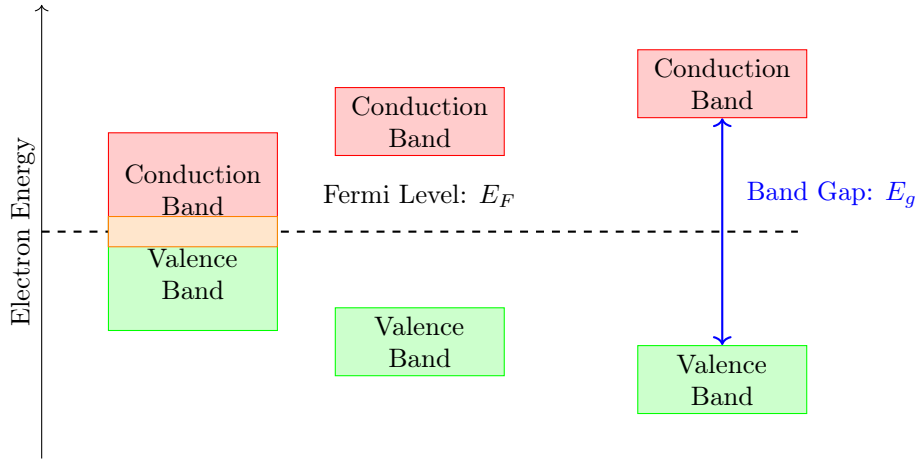 Electron Energy
Conduction
Band
Valence
Band
Conduction
Band
Fermi Level: E_F
Valence
Band
Conduction
Band
Band Gap: E_g
Valence
Band